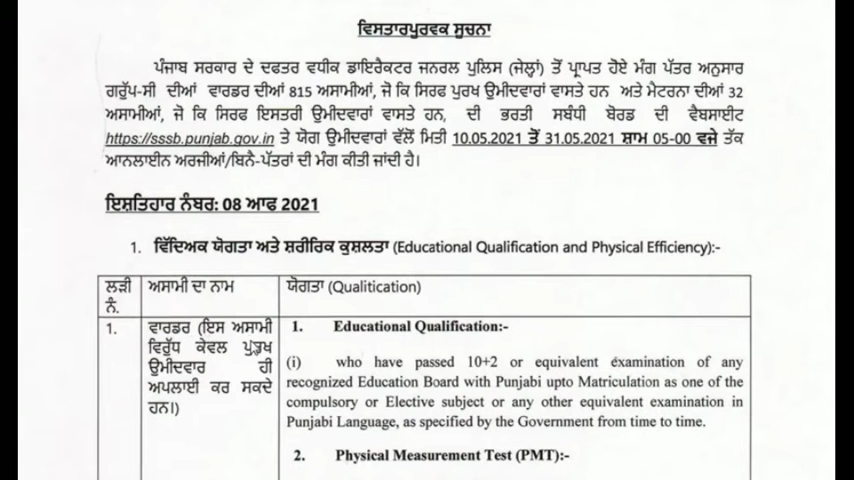 ਵਿਸਤਾਰਪੂਰਵਕ ਸੂਚਨਾ
ਪੰਜਾਬ ਸਰਕਾਰ ਦੇ ਦਫਤਰ ਵਧੀਕ ਡਾਇਰੈਕਟਰ ਜਨਰਲ ਪੁਲਿਸ (ਜੇਲ੍ਹਾਂ) ਤੋਂ ਪ੍ਰਾਪਤ ਹੋਏ ਮੰਗ ਪੱਤਰ ਅਨੁਸਾਰ
ਗਰੁੱਪ-ਸੀ ਦੀਆਂ ਵਾਰਡਰ ਦੀਆਂ 815 ਅਸਾਮੀਆਂ, ਜੋ ਕਿ ਸਿਰਫ ਪੁਰਖ ਉਮੀਦਵਾਰਾਂ ਵਾਸਤੇ ਹਨ ਅਤੇ ਮੈਟਰਨਾ ਦੀਆਂ 32
ਅਸਾਮੀਆਂ, ਜੋ ਕਿ ਸਿਰਫ ਇਸਤਰੀ ਉਮੀਦਵਾਰਾਂ ਵਾਸਤੇ ਹਨ, ਦੀ ਭਰਤੀ ਸਬੰਧੀ ਬੋਰਡ ਦੀ ਵੈਬਸਾਈਟ
https://sssb.punjab.gov.in ਤੇ ਯੋਗ ਉਮੀਦਵਾਰਾਂ ਵੱਲੋਂ ਮਿਤੀ 10.05.2021 ਤੋਂ 31.05.2021 ਸ਼ਾਮ 05-00 ਵਜੇ ਤੱਕ
ਆਨਲਾਈਨ ਅਰਜੀਆਂ/ਬਿਨੈ-ਪੱਤਰਾਂ ਦੀ ਮੰਗ ਕੀਤੀ ਜਾਂਦੀ ਹੈ।
ਇਸ਼ਤਿਹਾਰ ਨੰਬਰ: 08 ਆਫ 2021
1. ਵਿੱਦਿਅਕ ਯੋਗਤਾ ਅਤੇ ਸ਼ਰੀਰਿਕ ਕੁਸ਼ਲਤਾ (Educational Qualification and Physical Efficiency):-
ਲੜੀ ਨੰ. ਅਸਾਮੀ ਦਾ ਨਾਮ ਯੋਗਤਾ (Qualitication)
1. ਵਾਰਡਰ (ਇਸ ਅਸਾਮੀ
ਵਿਰੁੱਧ ਕੇਵਲ ਪੁਰਖ
ਉਮੀਦਵਾਰ ਹੀ
ਅਪਲਾਈ ਕਰ ਸਕਦੇ
ਹਨ।)
1. Educational Qualification:-
(i) who have passed 10+2 or equivalent examination of any
recognized Education Board with Punjabi upto Matriculation as one of the
compulsory or Elective subject or any other equivalent examination in
Punjabi Language, as specified by the Government from time to time.
2. Physical Measurement Test (PMT):-